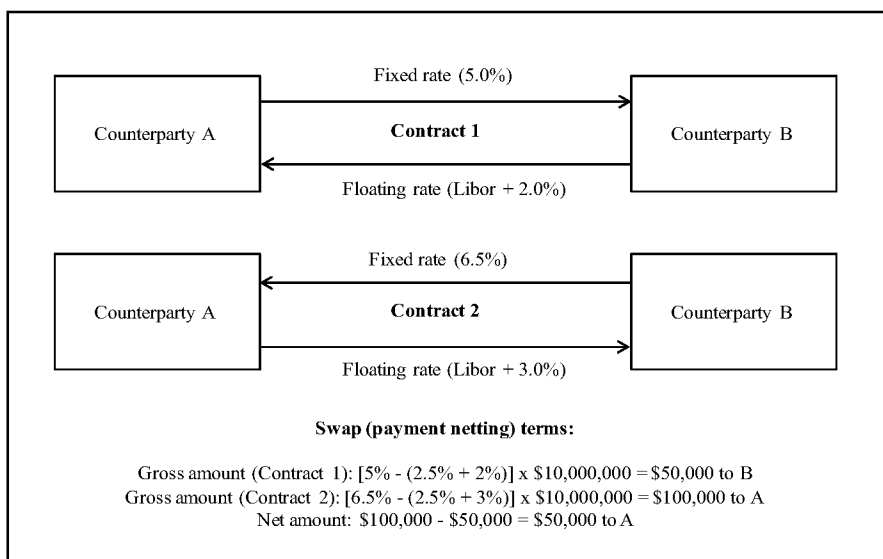 Fixed rate (5.0%)
Counterparty A
Contract 1
Counterparty B
Floating rate (Libor + 2.0%)
Fixed rate (6.5%)
Counterparty A
Contract 2
Counterparty B
Floating rate (Libor + 3.0%)
Swap (payment netting) terms:
Gross amount (Contract 1): [5% - (2.5% + 2%)] x $10,000,000 = $50,000 to B
Gross amount (Contract 2): [6.5% - (2.5% + 3%)] x $10,000,000 = $100,000 to A
Net amount: $100,000 - $50,000 = $50,000 to A